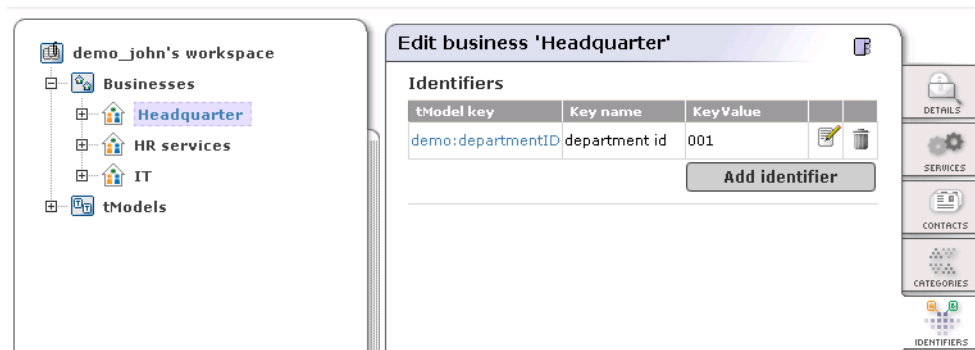 demo_john's workspace
Businesses
Headquarter
HR services
IT
tModels
Edit business 'Headquarter'
Identifiers
tModel key Key name KeyValue
demo:departmentID department id 001
Add identifier
DETAILS
SERVICES
CONTACTS
CATEGORIES
IDENTIFIERS